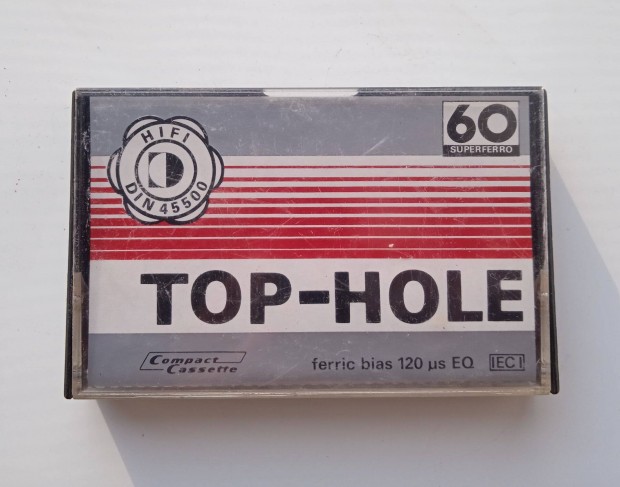 HIFI
DIN 45500
60
SUPERFERRO
TOP-HOLE
Compact
Cassette
ferric bias 120 µs EQ IEC I